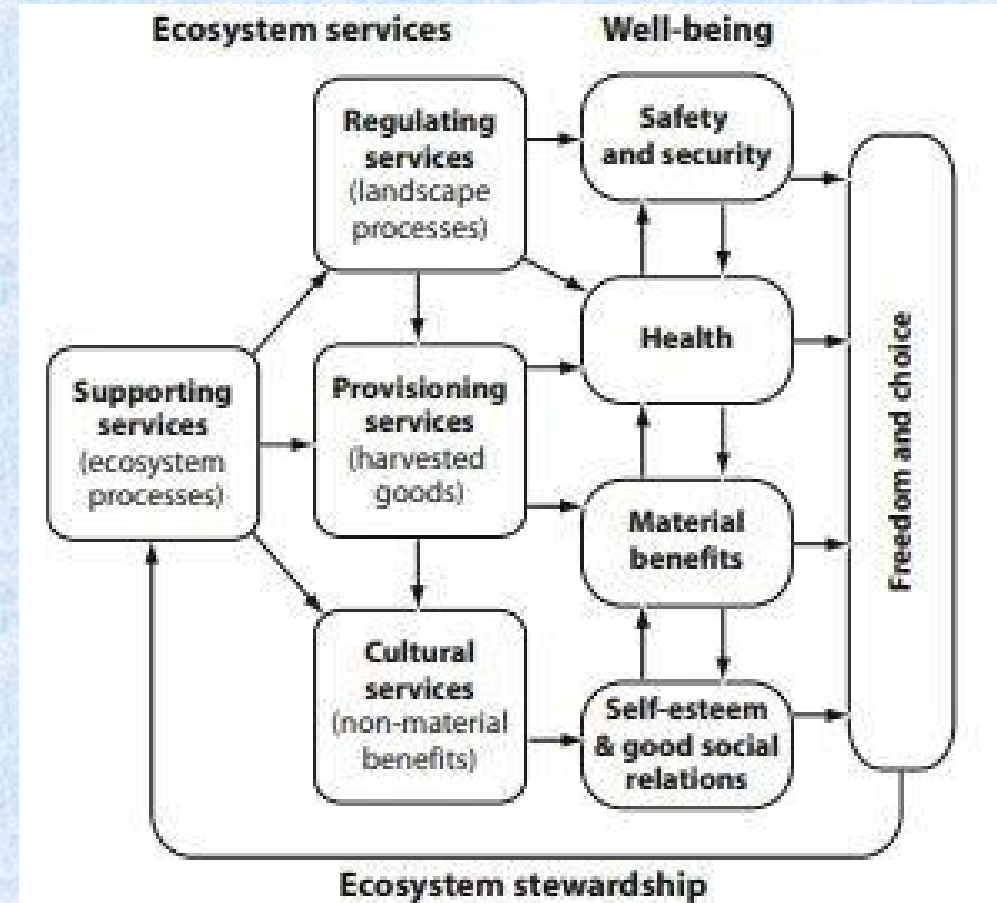 Ecosystem services
Well-being
Regulating
services
(landscape
processes)
Safety
and security
Supporting
services
(ecosystem
processes)
Provisioning
services
(harvested
goods)
Health
Material
benefits
Cultural
services
(non-material
benefits)
Self-esteem
& good social
relations
Freedom and choice
Ecosystem stewardship